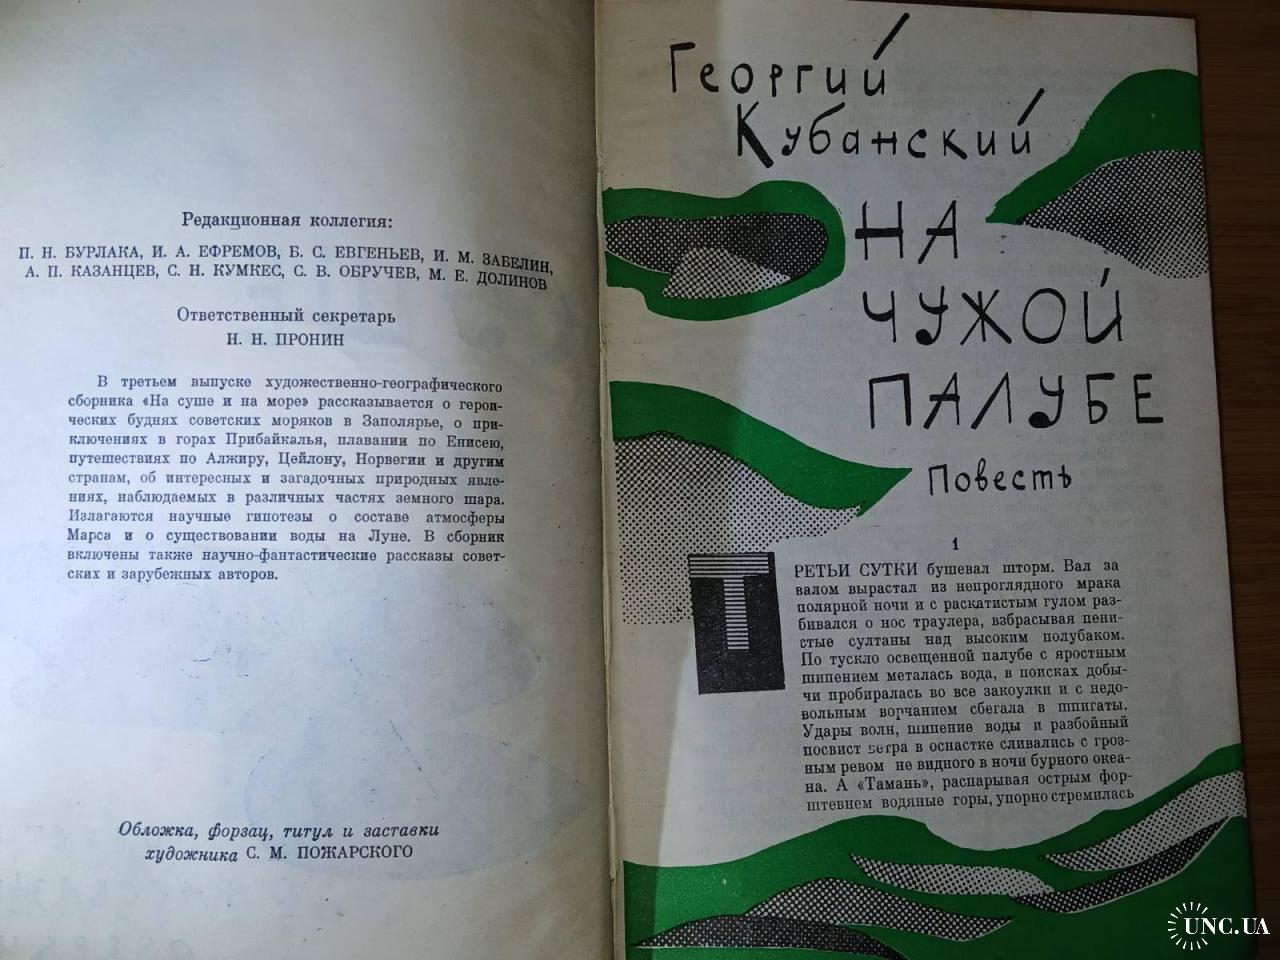 Редакционная коллегия:
П. Н. БУРЛАКА, И. А. ЕФРЕМОВ, Б. С. ЕВГЕНЬЕВ, И. М. ЗАБЕЛИН,
А. П. КАЗАНЦЕВ, С. Н. КУМКЕС, С. В. ОБРУЧЕВ, М. Е. ДОЛИНОВ
Ответственный секретарь
Н. Н. ПРОНИН
В третьем выпуске художественно-географического
сборника «На суше и на море» рассказывается о герои-
ческих буднях советских моряков в Заполярье, о при-
ключениях в горах Прибайкалья, плавании по Енисею,
путешествиях по Алжиру, Цейлону, Норвегии и другим
странам, об интересных и загадочных природных явле-
ниях, наблюдаемых в различных частях земного шара.
Излагаются научные гипотезы о составе атмосферы
Марса и о существовании воды на Луне. В сборник
включены также научно-фантастические рассказы совет-
ских и зарубежных авторов.
Обложка, форзац, титул и заставки
художника С. М. ПОЖАРСКОГО
Георгий
Кубанский
НА
ЧУЖОЙ
ПАЛУБЕ
Повесть
1
ТРЕТЬИ СУТКИ бушевал шторм. Вал за
валом вырастал из непроглядного мрака
полярной ночи и с раскатистым гулом раз-
бивался о нос траулера, взбрасывая пени-
стые султаны над высоким полубаком.
По тускло освещенной палубе с яростным
шипением металась вода, в поисках добы-
чи пробиралась во все закоулки и с недо-
вольным ворчанием сбегала в шпигаты.
Удары волн, шипение воды и разбойный
посвист ветра в оснастке сливались с гроз-
ным ревом не видного в ночи бурного океа-
на. А «Тамань», распарывая острым фор-
штевнем водяные горы, упорно стремилась
UNC.UA